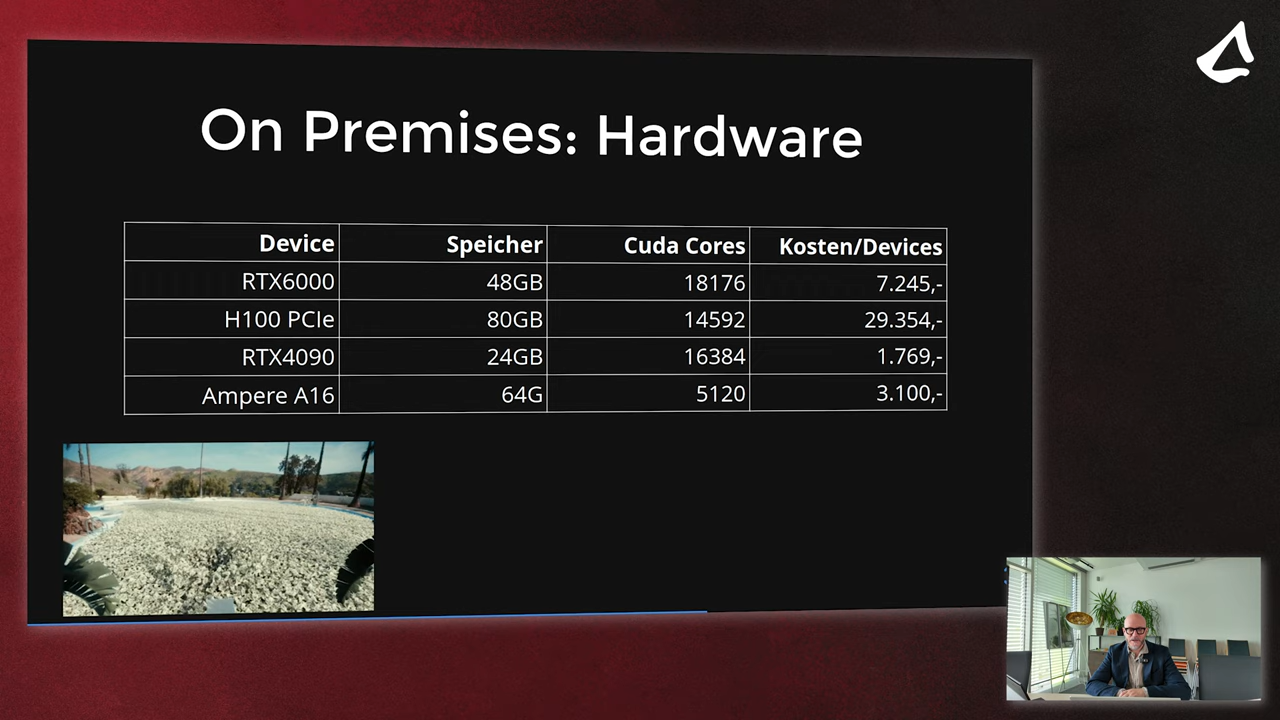 On Premises: Hardware
Device Speicher Cuda Cores Kosten/Devices
RTX6000 48GB 18176 7.245,-
H100 PCIe 80GB 14592 29.354,-
RTX4090 24GB 16384 1.769,-
Ampere A16 64G 5120 3.100,-